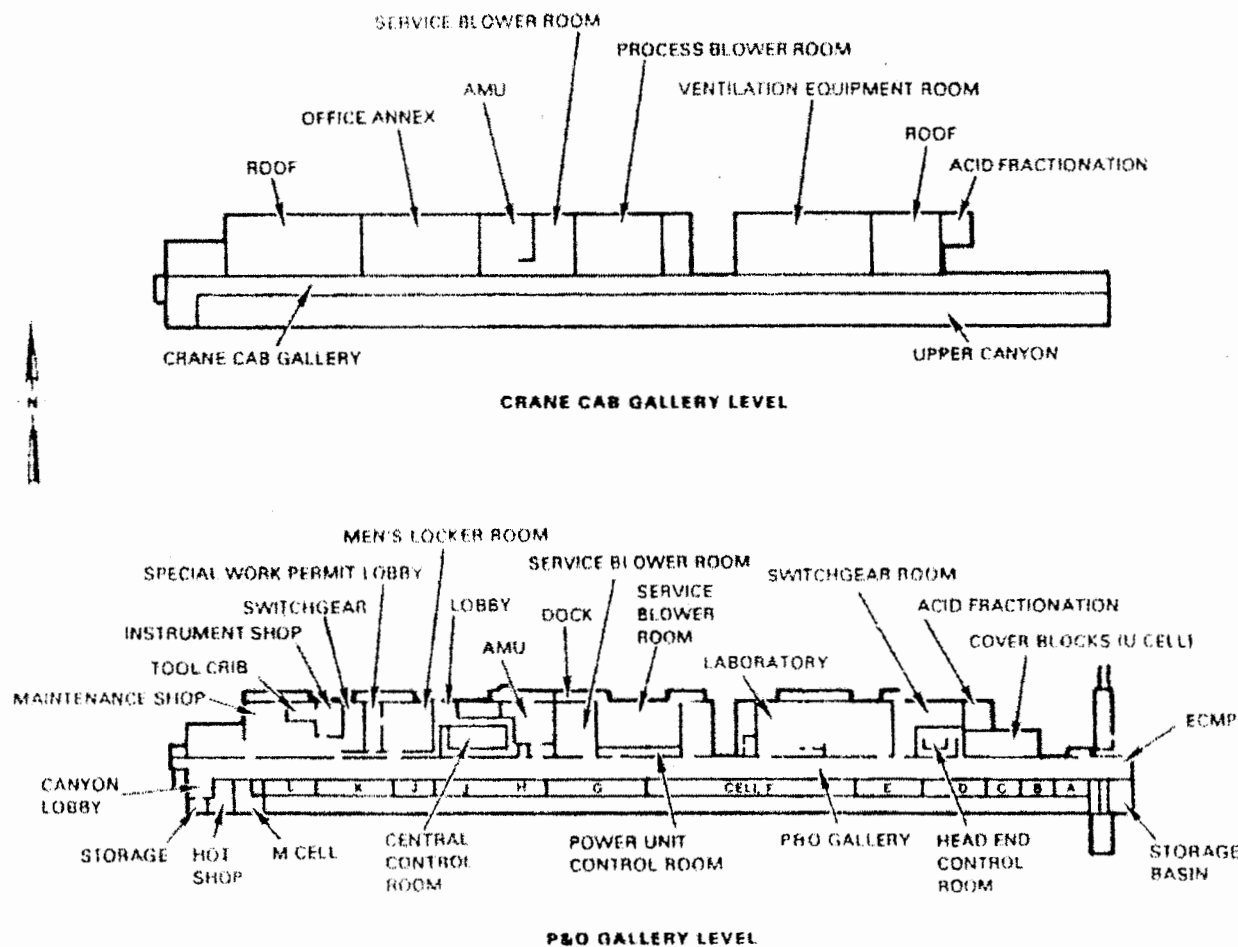 SERVICE BLOWER ROOM
PROCESS BLOWER ROOM
AMU
VENTILATION EQUIPMENT ROOM
OFFICE ANNEX
ROOF
ROOF
ACID FRACTIONATION
CRANE CAB GALLERY
UPPER CANYON
CRANE CAB GALLERY LEVEL
N
MEN'S LOCKER ROOM
SERVICE BLOWER ROOM
SPECIAL WORK PERMIT LOBBY
SWITCHGEAR ROOM
SERVICE
BLOWER
ROOM
SWITCHGEAR
LOBBY
DOCK
ACID FRACTIONATION
INSTRUMENT SHOP
COVER BLOCKS (U CELL)
AMU
LABORATORY
TOOL CRIB
MAINTENANCE SHOP
ECMP
CANYON
LOBBY
L K J H G CELL F E D C B A
STORAGE
HOT
SHOP
M CELL
CENTRAL
CONTROL
ROOM
POWER UNIT
CONTROL ROOM
P&O GALLERY
HEAD END
CONTROL
ROOM
STORAGE
BASIN
P&O GALLERY LEVEL